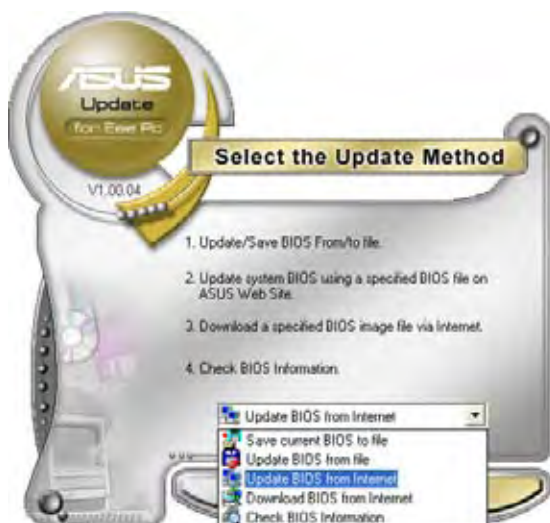 ASUS
Update
for Eee Pc
V1.00.04
Select the Update Method
1. Update/Save BIOS From/to file.
2. Update system BIOS using a specified BIOS file on
ASUS Web Site.
3. Download a specified BIOS image file via Internet.
4. Check BIOS Information.
Update BIOS from Internet
Save current BIOS to file
Update BIOS from file
Update BIOS from Internet
Download BIOS from Internet
Check BIOS Information